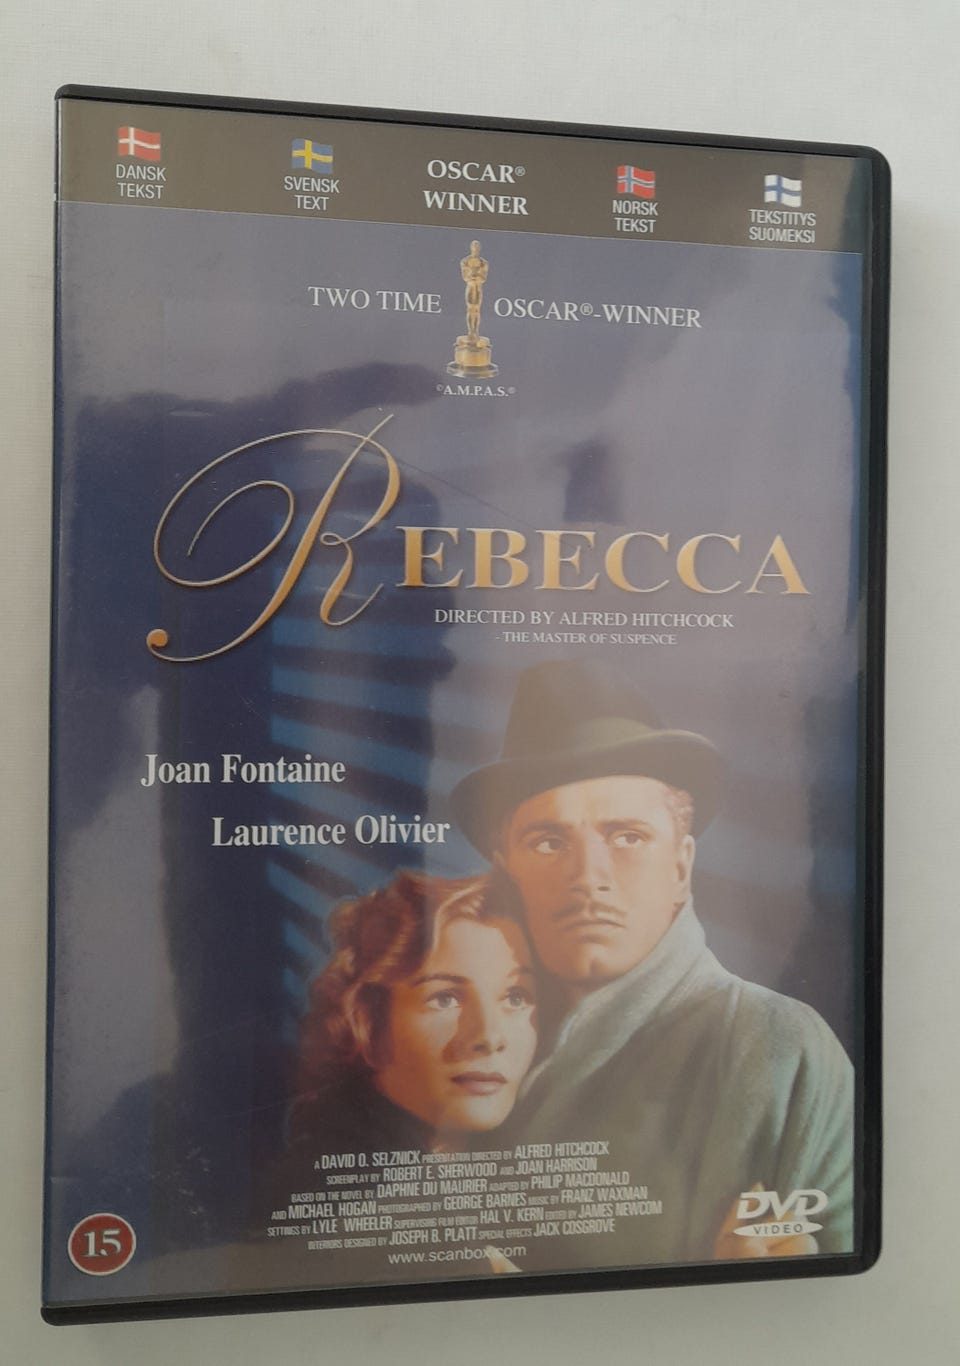 DANSK
TEKST
SVENSK
TEXT
OSCAR®
WINNER
NORSK
TEKST
TEKSTITYS
SUOMEKSI
TWO TIME OSCAR®-WINNER
©A.M.P.A.S.®
REBECCA
DIRECTED BY ALFRED HITCHCOCK
- THE MASTER OF SUSPENCE
Joan Fontaine
Laurence Olivier
A DAVID O. SELZNICK PRESENTATION DIRECTED BY ALFRED HITCHCOCK
SCREENPLAY BY ROBERT E. SHERWOOD AND JOAN HARRISON
BASED ON THE NOVEL BY DAPHNE DU MAURIER ADAPTED BY PHILIP MACDONALD
AND MICHAEL HOGAN PHOTOGRAPHED BY GEORGE BARNES MUSIC BY FRANZ WAXMAN
SETTINGS BY LYLE WHEELER SUPERVISING FILM EDITOR HAL V. KERN EDITED BY JAMES NEWCOM
INTERIORS DESIGNED BY JOSEPH B. PLATT SPECIAL EFFECTS JACK COSGROVE
www.scanbox.com
15
DVD
VIDEO